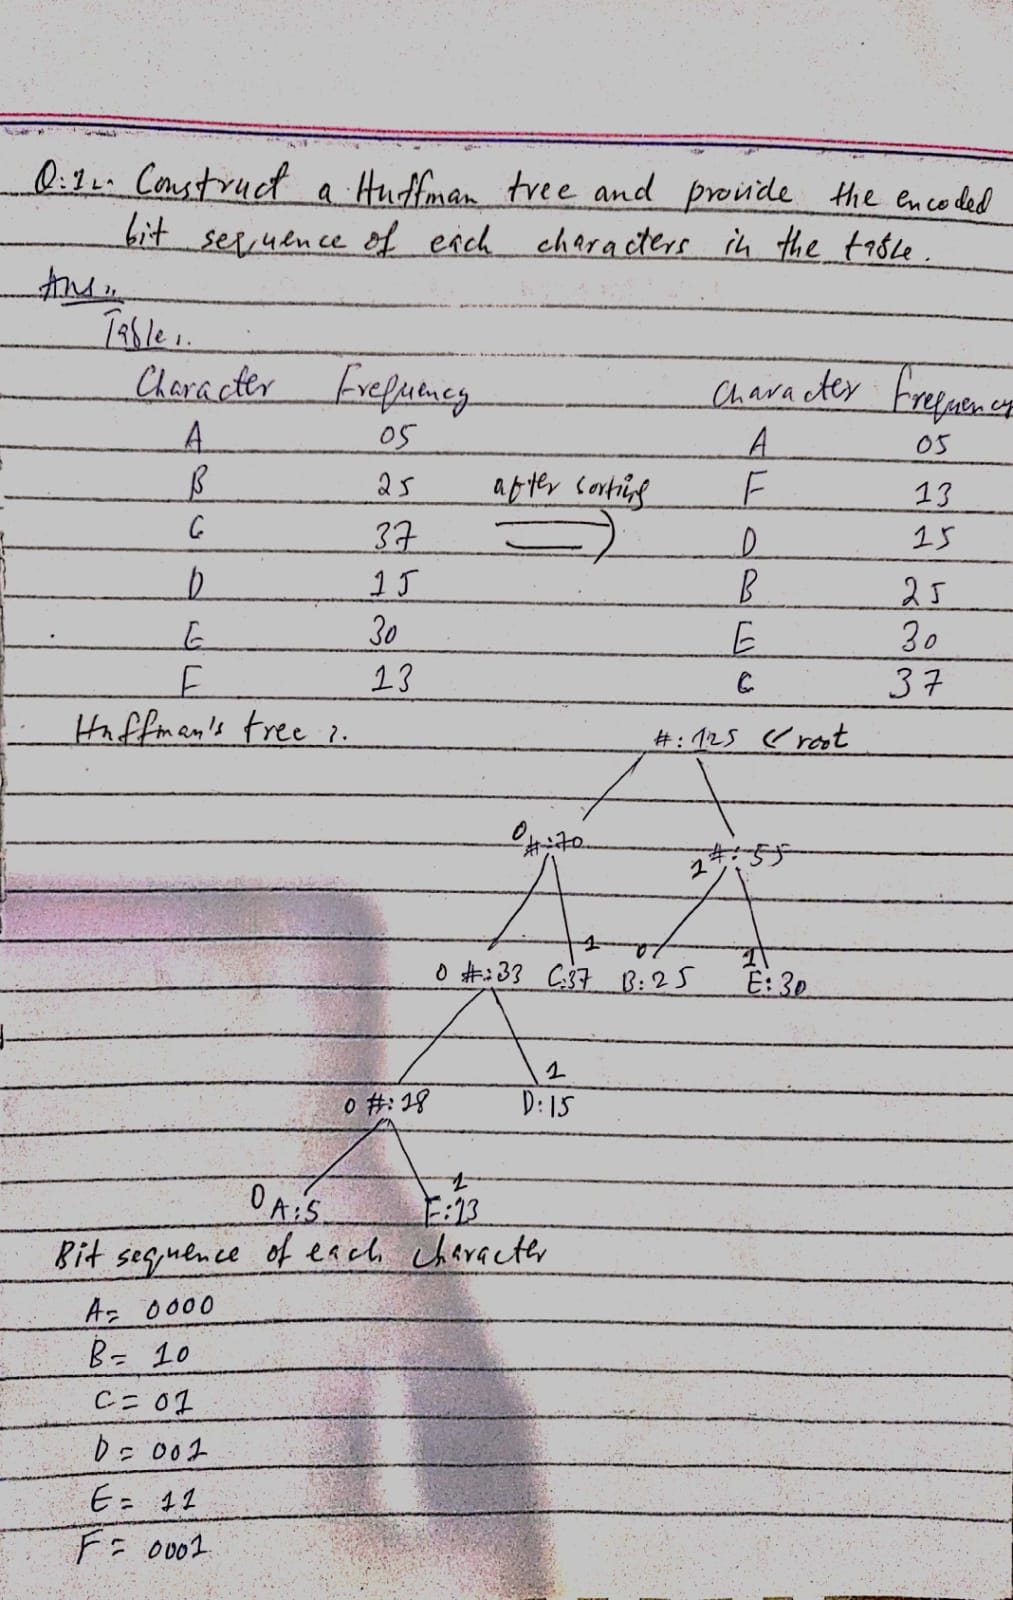 Q:1:- Construct a Huffman tree and provide the encoded
bit sequence of each characters in the table.
Ans:
Table:
Character Frequency Character Frequency
A 05 A 05
B 25 after sorting F 13
C 37 D 15
D 15 B 25
E 30 E 30
F 13 C 37
Huffman's tree :. #: 125 ← root
0 #:70 1 #: 55
0 #:33 1 C:37 0 B:25 1 E:30
0 #:18 1 D:15
0 A:5 1 F:13
Bit sequence of each character
A= 0000
B= 10
C= 01
D= 001
E= 11
F= 0001